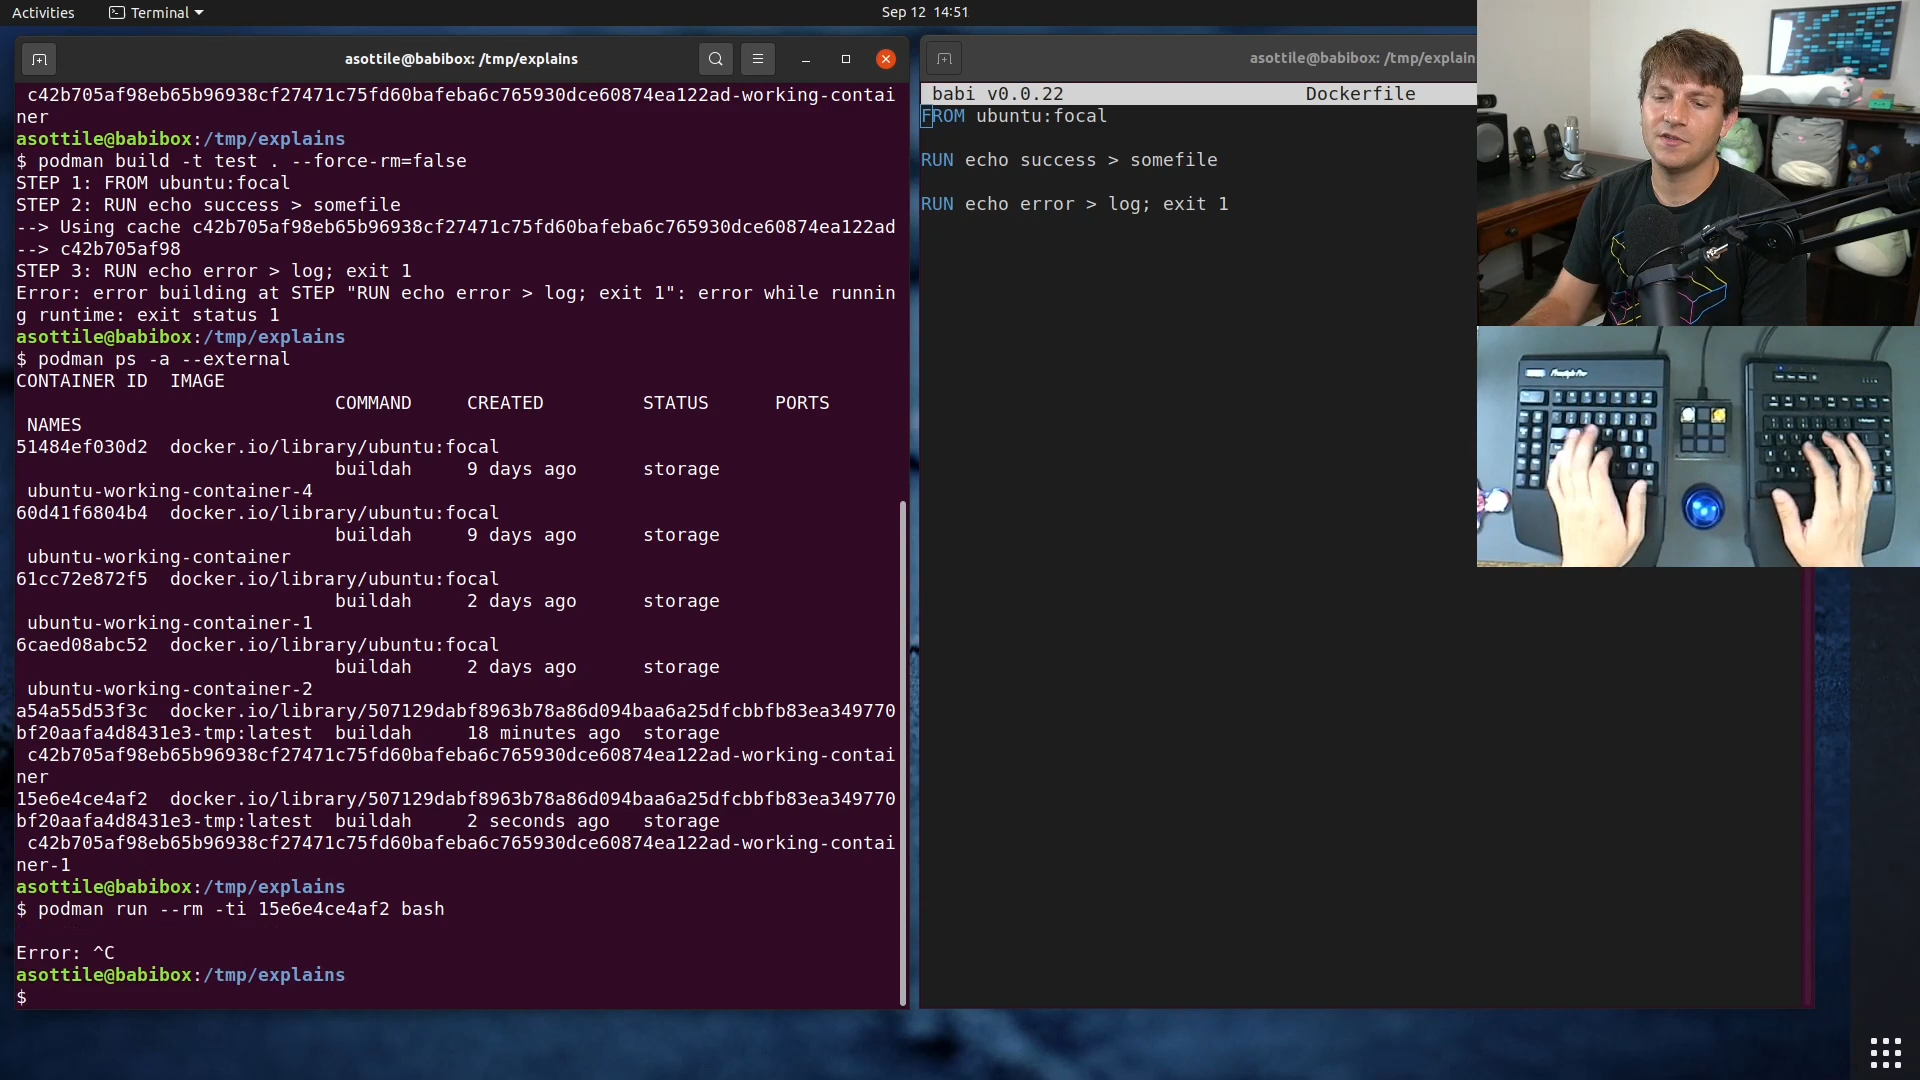 Activities
Terminal
Sep 12 14:51
asottile@babibox: /tmp/explains
c42b705af98eb65b96938cf27471c75fd60bafeba6c765930dce60874ea122ad-working-contai
ner
asottile@babibox:/tmp/explains
$ podman build -t test . --force-rm=false
STEP 1: FROM ubuntu:focal
STEP 2: RUN echo success > somefile
--> Using cache c42b705af98eb65b96938cf27471c75fd60bafeba6c765930dce60874ea122ad
--> c42b705af98
STEP 3: RUN echo error > log; exit 1
Error: error building at STEP "RUN echo error > log; exit 1": error while runnin
g runtime: exit status 1
asottile@babibox:/tmp/explains
$ podman ps -a --external
CONTAINER ID  IMAGE
COMMAND     CREATED         STATUS      PORTS
NAMES
51484ef030d2  docker.io/library/ubuntu:focal
buildah     9 days ago      storage
ubuntu-working-container-4
60d41f6804b4  docker.io/library/ubuntu:focal
buildah     9 days ago      storage
ubuntu-working-container
61cc72e872f5  docker.io/library/ubuntu:focal
buildah     2 days ago      storage
ubuntu-working-container-1
6caed08abc52  docker.io/library/ubuntu:focal
buildah     2 days ago      storage
ubuntu-working-container-2
a54a55d53f3c  docker.io/library/507129dabf8963b78a86d094baa6a25dfcbbfb83ea349770
bf20aafa4d8431e3-tmp:latest  buildah     18 minutes ago  storage
c42b705af98eb65b96938cf27471c75fd60bafeba6c765930dce60874ea122ad-working-contai
ner
15e6e4ce4af2  docker.io/library/507129dabf8963b78a86d094baa6a25dfcbbfb83ea349770
bf20aafa4d8431e3-tmp:latest  buildah     2 seconds ago   storage
c42b705af98eb65b96938cf27471c75fd60bafeba6c765930dce60874ea122ad-working-contai
ner-1
asottile@babibox:/tmp/explains
$ podman run --rm -ti 15e6e4ce4af2 bash
Error: ^C
asottile@babibox:/tmp/explains
$
asottile@babibox: /tmp/explain
babi v0.0.22 Dockerfile
FROM ubuntu:focal
RUN echo success > somefile
RUN echo error > log; exit 1
Freestyle Pro